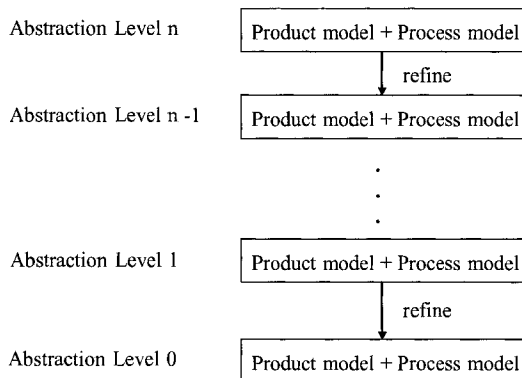 Abstraction Level n
Product model + Process model
refine
Abstraction Level n -1
Product model + Process model
Abstraction Level 1
Product model + Process model
refine
Abstraction Level 0
Product model + Process model